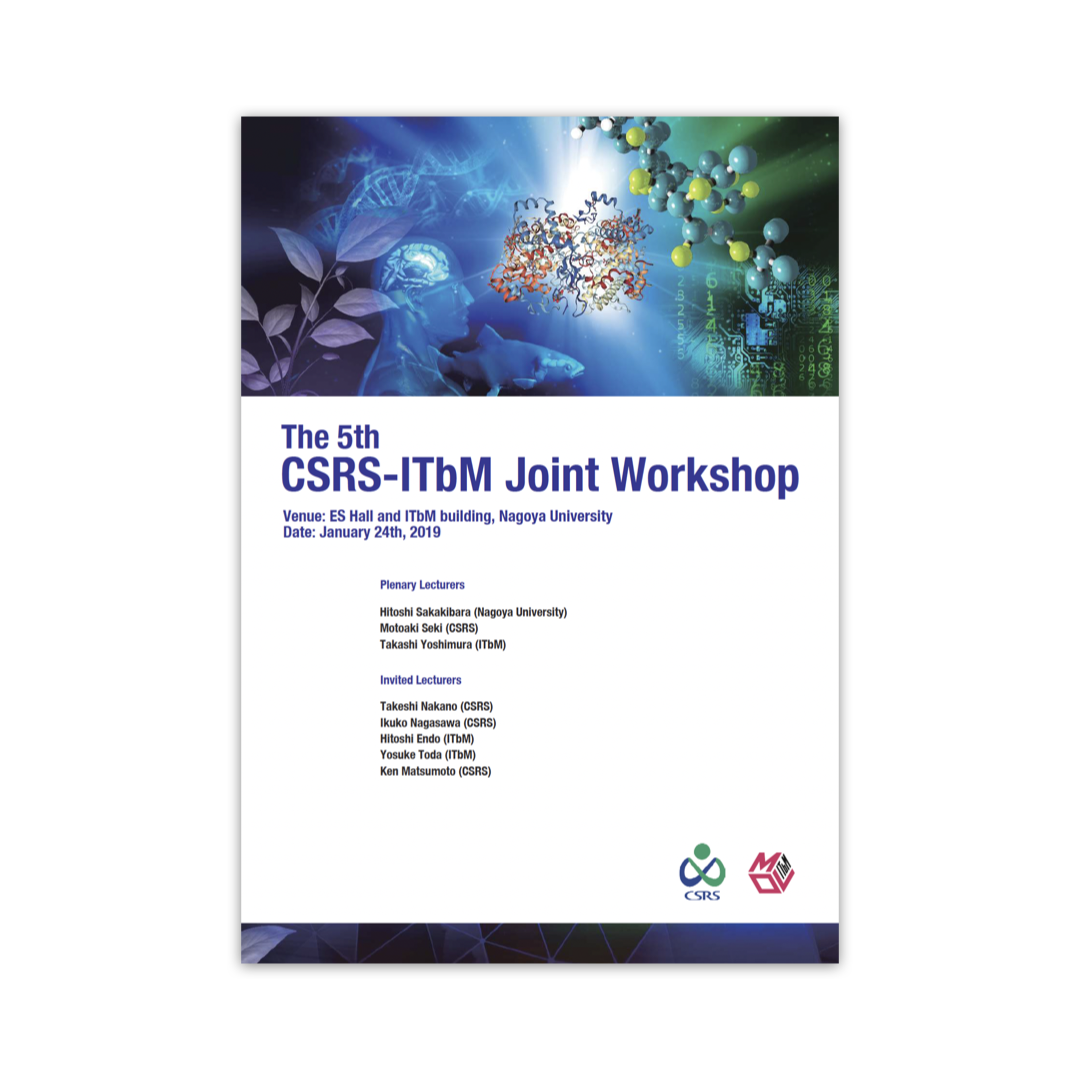 The 5th
CSRS-ITbM Joint Workshop
Venue: ES Hall and ITbM building, Nagoya University
Date: January 24th, 2019
Plenary Lecturers
Hitoshi Sakakibara (Nagoya University)
Motoaki Seki (CSRS)
Takashi Yoshimura (ITbM)
Invited Lecturers
Takeshi Nakano (CSRS)
Ikuko Nagasawa (CSRS)
Hitoshi Endo (ITbM)
Yosuke Toda (ITbM)
Ken Matsumoto (CSRS)
CSRS
ITbM